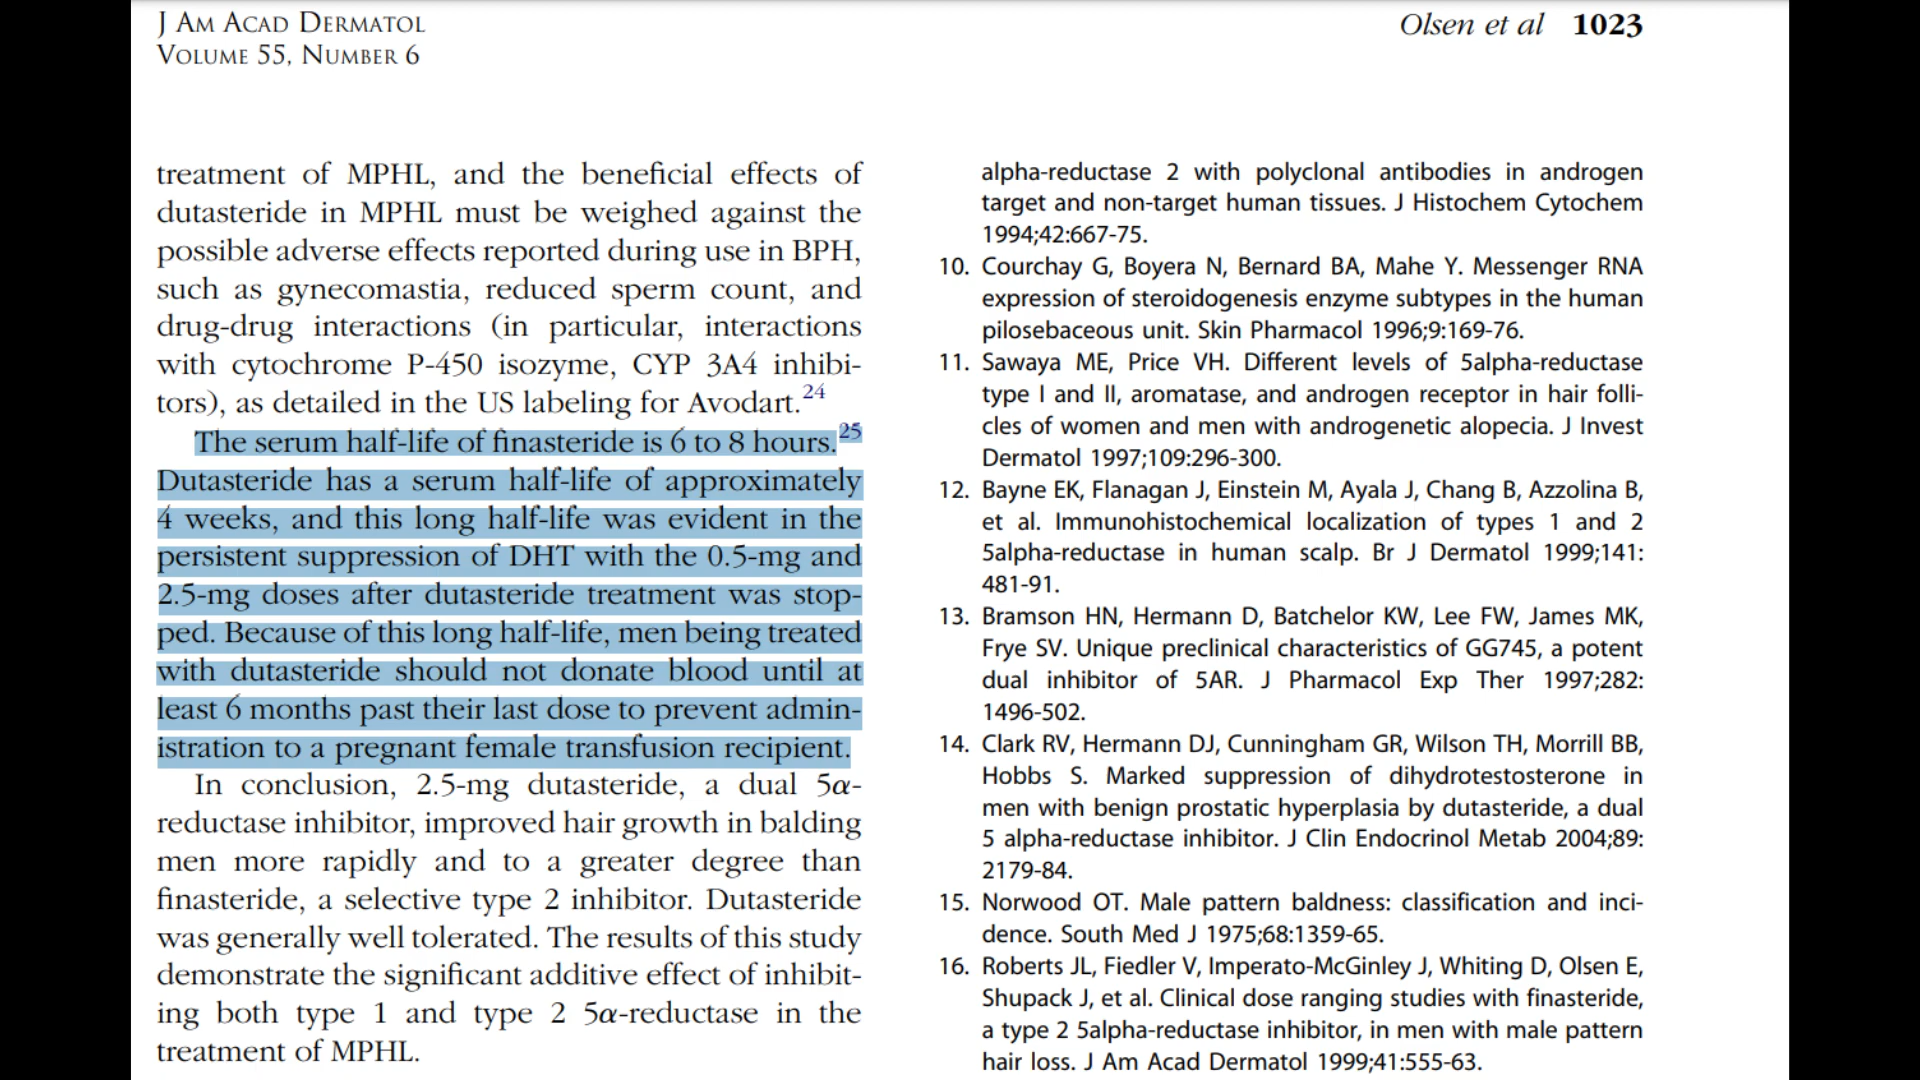 J Am Acad Dermatol
Volume 55, Number 6
Olsen et al 1023
treatment of MPHL, and the beneficial effects of
dutasteride in MPHL must be weighed against the
possible adverse effects reported during use in BPH,
such as gynecomastia, reduced sperm count, and
drug-drug interactions (in particular, interactions
with cytochrome P-450 isozyme, CYP 3A4 inhibi-
tors), as detailed in the US labeling for Avodart.24
The serum half-life of finasteride is 6 to 8 hours.25
Dutasteride has a serum half-life of approximately
4 weeks, and this long half-life was evident in the
persistent suppression of DHT with the 0.5-mg and
2.5-mg doses after dutasteride treatment was stop-
ped. Because of this long half-life, men being treated
with dutasteride should not donate blood until at
least 6 months past their last dose to prevent admin-
istration to a pregnant female transfusion recipient.
In conclusion, 2.5-mg dutasteride, a dual 5α-
reductase inhibitor, improved hair growth in balding
men more rapidly and to a greater degree than
finasteride, a selective type 2 inhibitor. Dutasteride
was generally well tolerated. The results of this study
demonstrate the significant additive effect of inhibit-
ing both type 1 and type 2 5α-reductase in the
treatment of MPHL.
alpha-reductase 2 with polyclonal antibodies in androgen
target and non-target human tissues. J Histochem Cytochem
1994;42:667-75.
10. Courchay G, Boyera N, Bernard BA, Mahe Y. Messenger RNA
expression of steroidogenesis enzyme subtypes in the human
pilosebaceous unit. Skin Pharmacol 1996;9:169-76.
11. Sawaya ME, Price VH. Different levels of 5alpha-reductase
type I and II, aromatase, and androgen receptor in hair folli-
cles of women and men with androgenetic alopecia. J Invest
Dermatol 1997;109:296-300.
12. Bayne EK, Flanagan J, Einstein M, Ayala J, Chang B, Azzolina B,
et al. Immunohistochemical localization of types 1 and 2
5alpha-reductase in human scalp. Br J Dermatol 1999;141:
481-91.
13. Bramson HN, Hermann D, Batchelor KW, Lee FW, James MK,
Frye SV. Unique preclinical characteristics of GG745, a potent
dual inhibitor of 5AR. J Pharmacol Exp Ther 1997;282:
1496-502.
14. Clark RV, Hermann DJ, Cunningham GR, Wilson TH, Morrill BB,
Hobbs S. Marked suppression of dihydrotestosterone in
men with benign prostatic hyperplasia by dutasteride, a dual
5 alpha-reductase inhibitor. J Clin Endocrinol Metab 2004;89:
2179-84.
15. Norwood OT. Male pattern baldness: classification and inci-
dence. South Med J 1975;68:1359-65.
16. Roberts JL, Fiedler V, Imperato-McGinley J, Whiting D, Olsen E,
Shupack J, et al. Clinical dose ranging studies with finasteride,
a type 2 5alpha-reductase inhibitor, in men with male pattern
hair loss. J Am Acad Dermatol 1999;41:555-63.